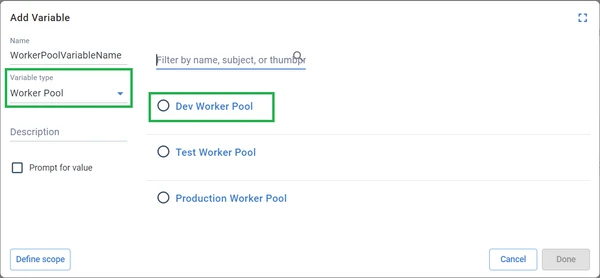 Add Variable
Name
WorkerPoolVariableName
Variable type
Worker Pool
Description
Prompt for value
Filter by name, subject, or thumbpr
Dev Worker Pool
Test Worker Pool
Production Worker Pool
Define scope
Cancel
Done